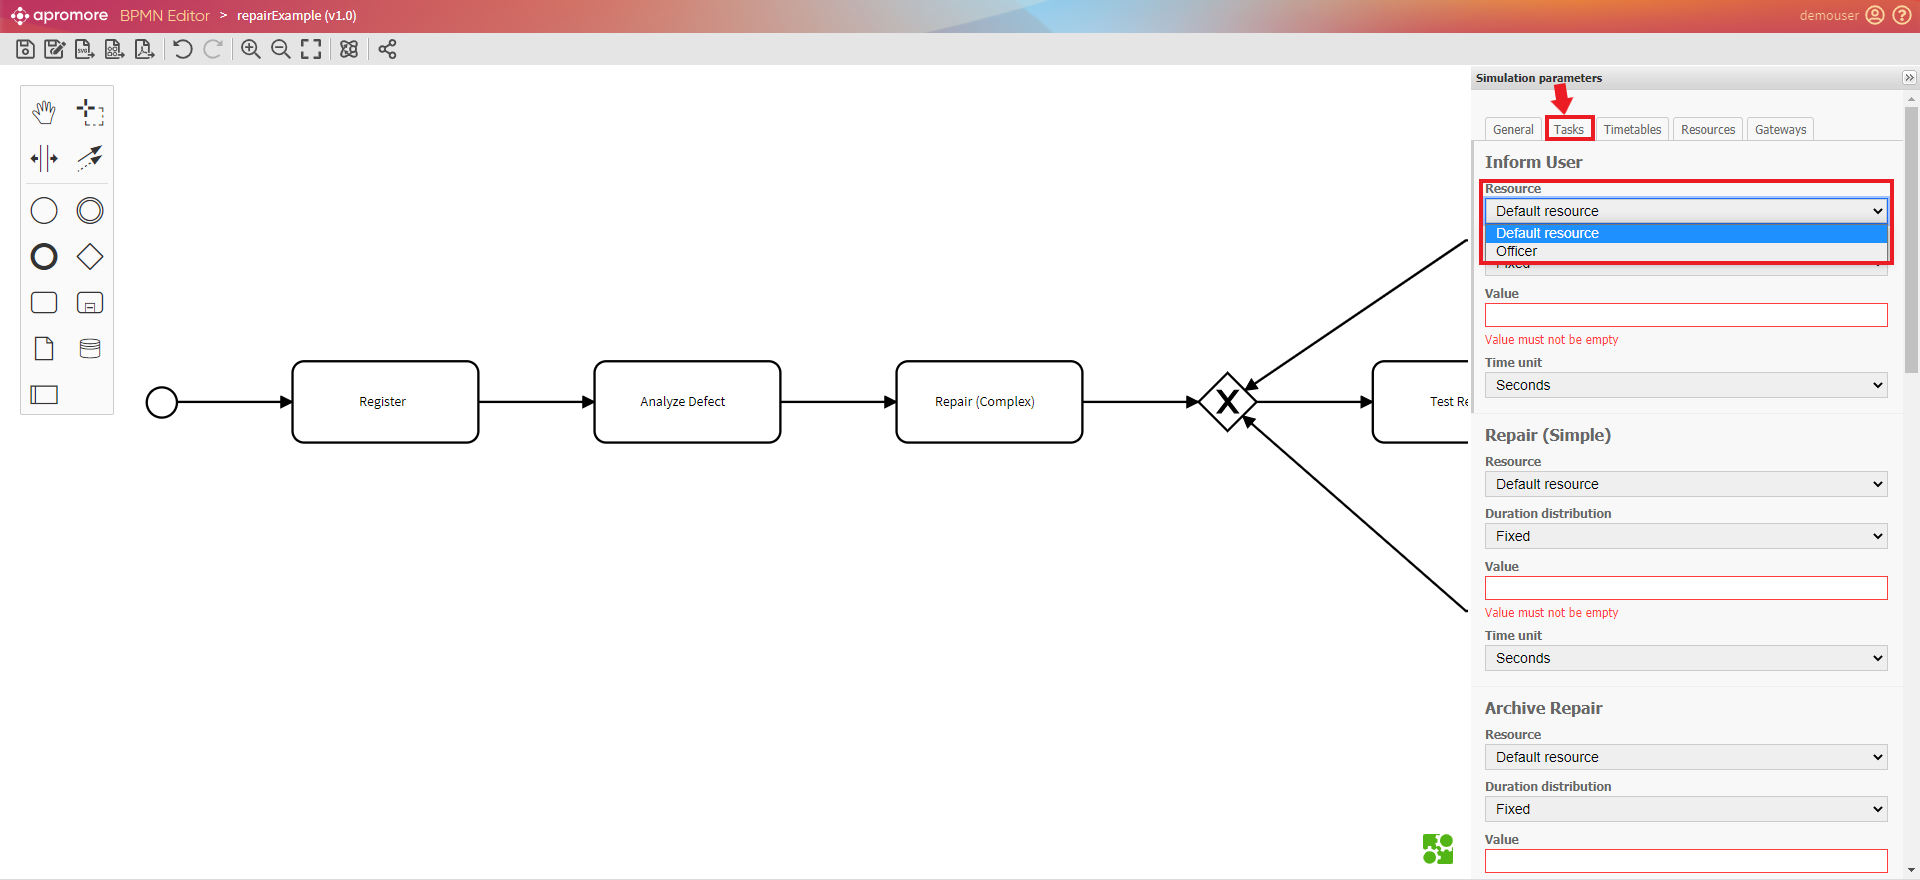 apromore BPMN Editor > repairExample (v1.0)
demouser
Simulation parameters
General Tasks Timetables Resources Gateways
Inform User
Resource
Default resource
Default resource
Officer
Fixed
Value
Value must not be empty
Time unit
Seconds
Repair (Simple)
Resource
Default resource
Duration distribution
Fixed
Value
Value must not be empty
Time unit
Seconds
Archive Repair
Resource
Default resource
Duration distribution
Fixed
Value
Register
Analyze Defect
Repair (Complex)
X
Test Re